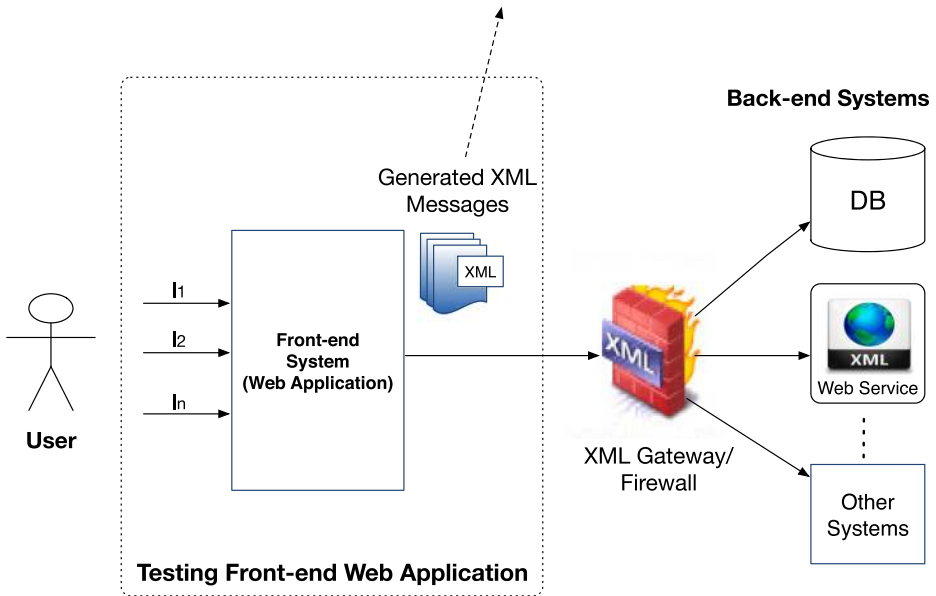 Back-end Systems
DB
Generated XML
Messages
XML
I1
I2
In
Front-end
System
(Web Application)
XML
XML
Web Service
User
XML Gateway/
Firewall
Other
Systems
Testing Front-end Web Application